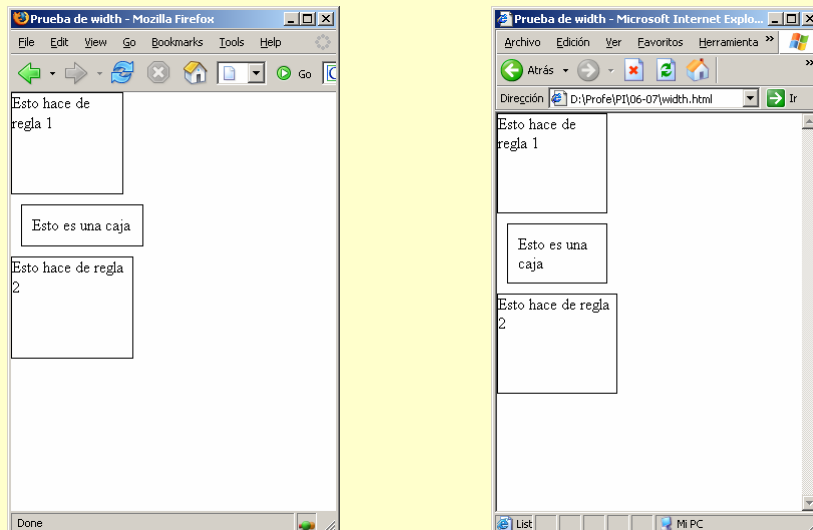 Prueba de width - Mozilla Firefox
File Edit View Go Bookmarks Tools Help
Go
Esto hace de
regla 1
Esto es una caja
Esto hace de regla
2
Done
Prueba de width - Microsoft Internet Explo...
Archivo Edición Ver Favoritos Herramienta »
Atrás »
Dirección D:\Profe\PI\06-07\width.html Ir
Esto hace de
regla 1
Esto es una
caja
Esto hace de regla
2
List Mi PC